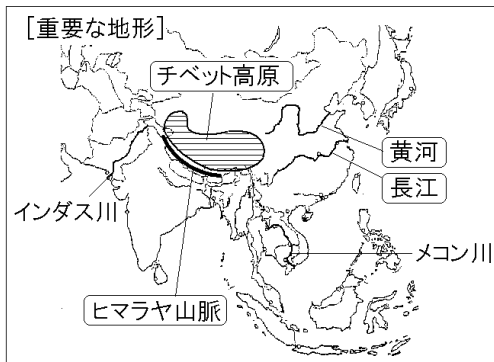 [重要な地形]
チベット高原
黄河
長江
インダス川
メコン川
ヒマラヤ山脈